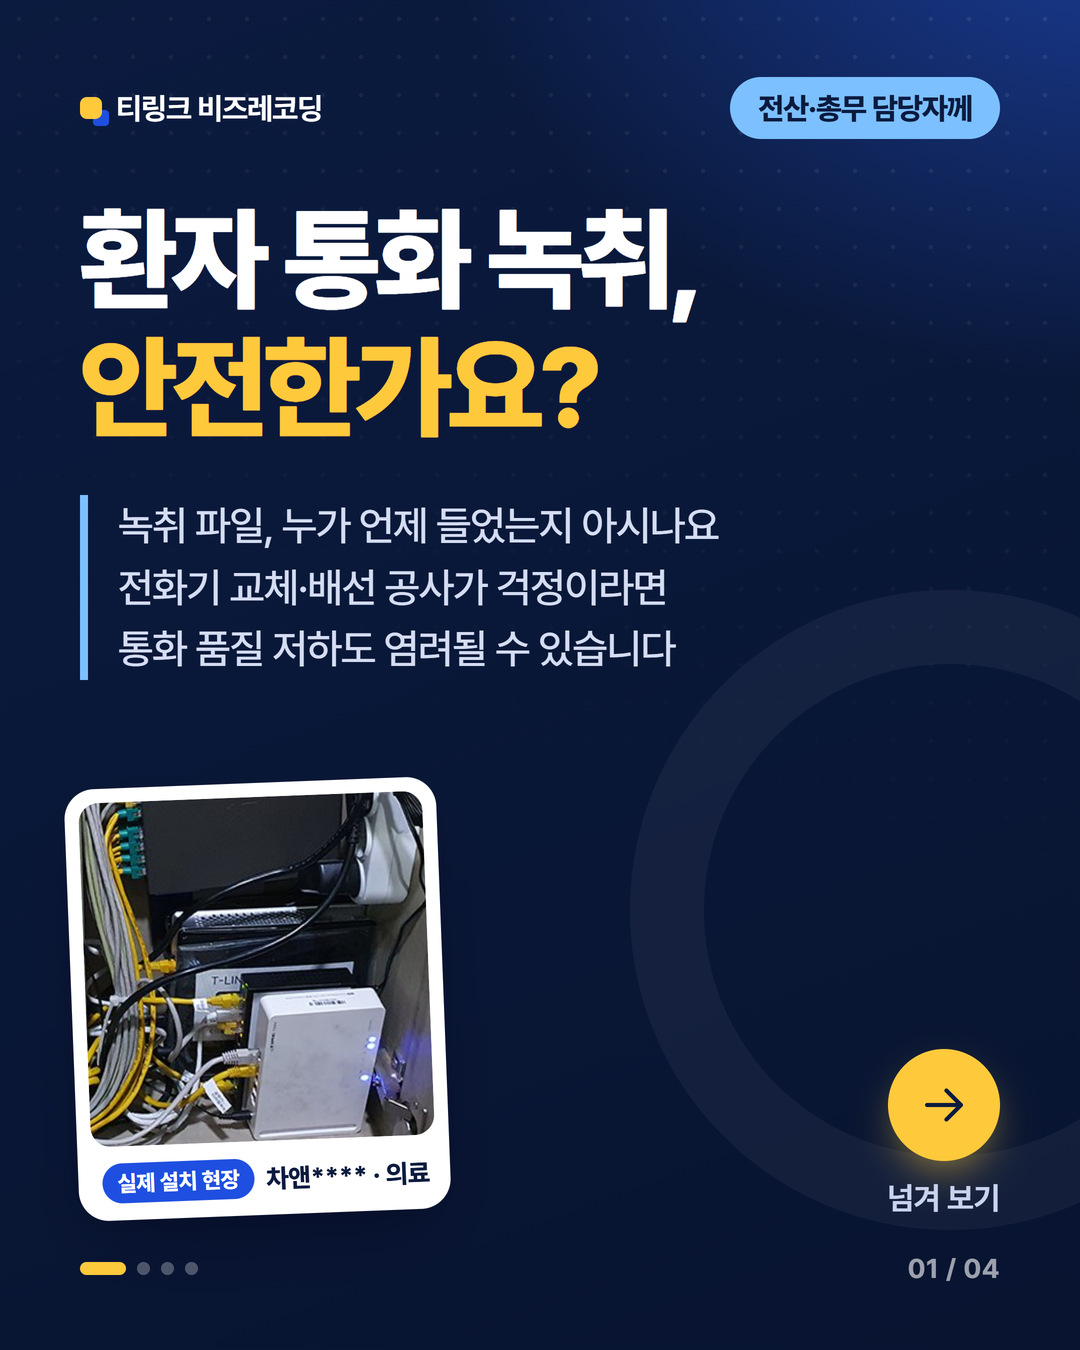 티링크 비즈레코딩
전산·총무 담당자께
환자 통화 녹취,
안전한가요?
녹취 파일, 누가 언제 들었는지 아시나요
전화기 교체·배선 공사가 걱정이라면
통화 품질 저하도 염려될 수 있습니다
T-LIN
실제 설치 현장 차앤**** · 의료
넘겨 보기
01 / 04